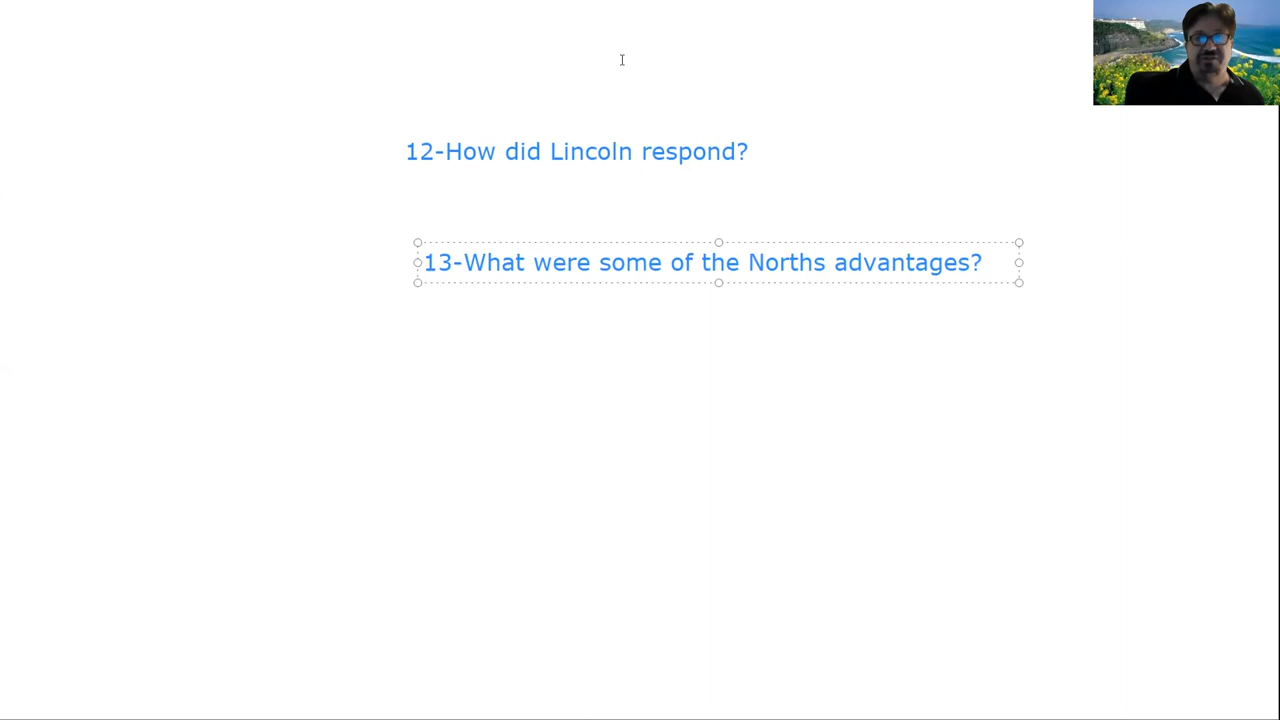 12-How did Lincoln respond?
13-What were some of the Norths advantages?